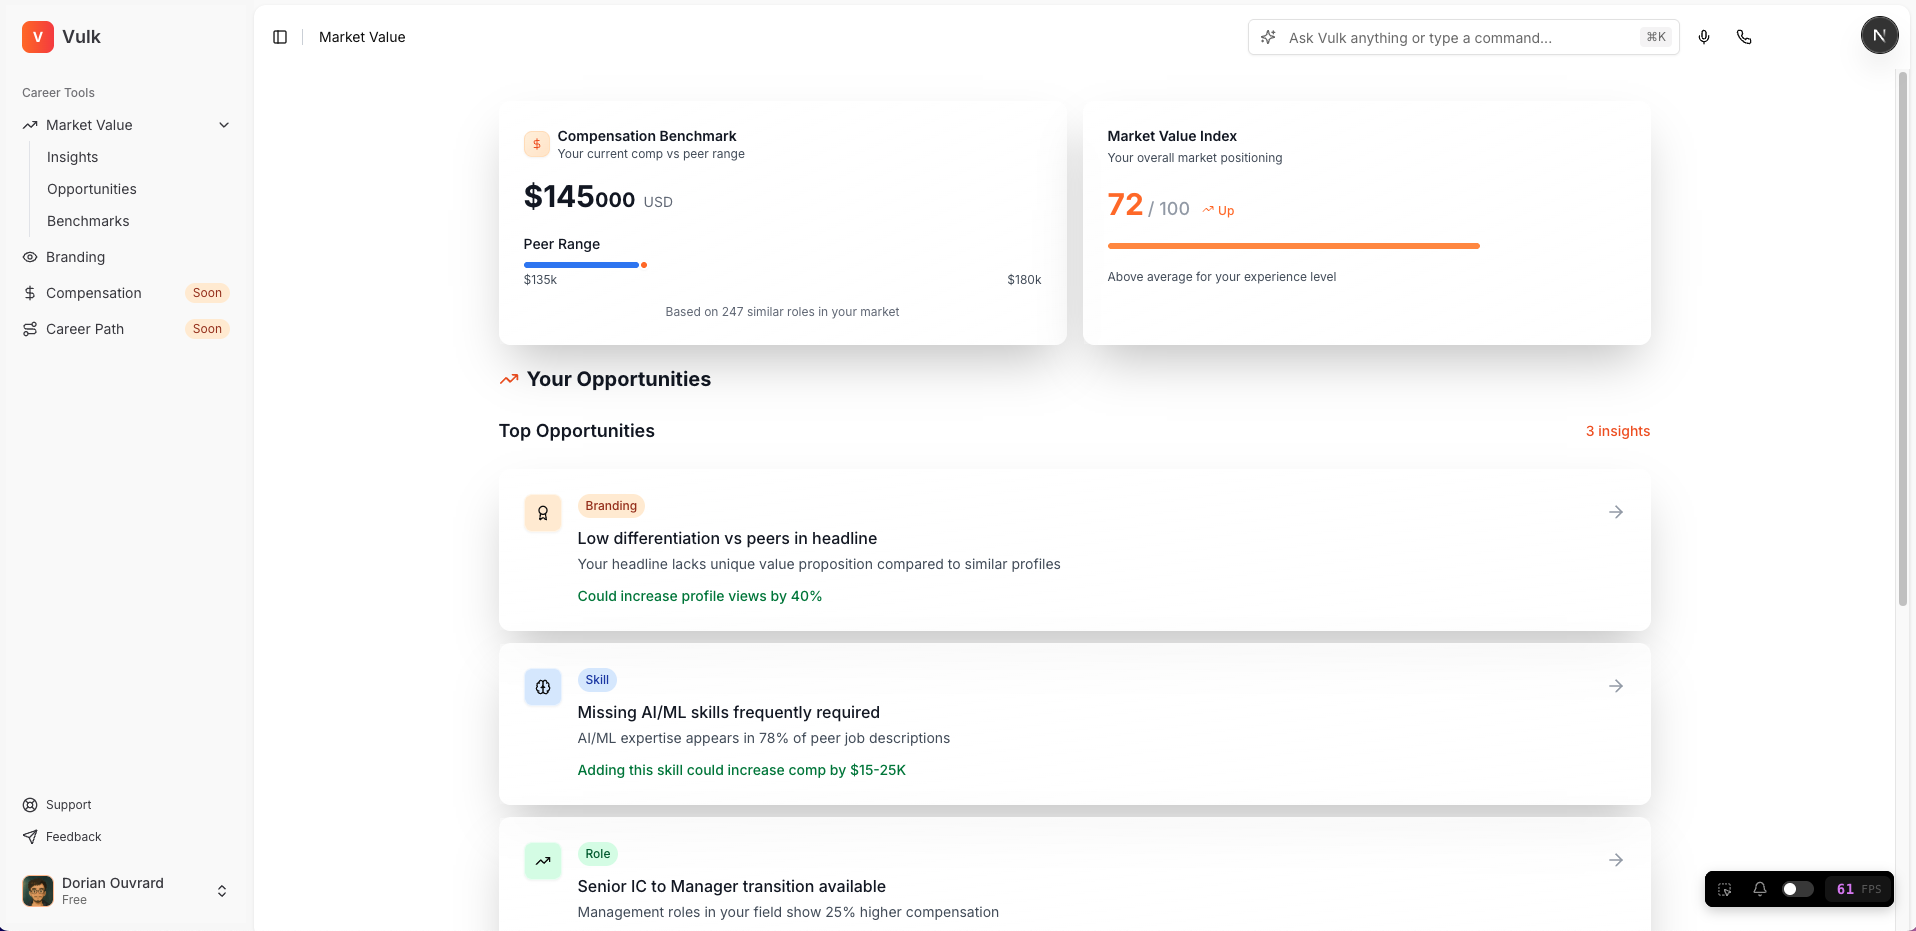 V Vulk
Career Tools
Market Value
Insights
Opportunities
Benchmarks
Branding
Compensation Soon
Career Path Soon
Support
Feedback
Dorian Ouvrard
Free
Market Value
Ask Vulk anything or type a command... ⌘K
N
$ Compensation Benchmark
Your current comp vs peer range
$145000 USD
Peer Range
$135k $180k
Based on 247 similar roles in your market
Market Value Index
Your overall market positioning
72 / 100 Up
Above average for your experience level
Your Opportunities
Top Opportunities 3 insights
Branding
Low differentiation vs peers in headline
Your headline lacks unique value proposition compared to similar profiles
Could increase profile views by 40%
Skill
Missing AI/ML skills frequently required
AI/ML expertise appears in 78% of peer job descriptions
Adding this skill could increase comp by $15-25K
Role
Senior IC to Manager transition available
Management roles in your field show 25% higher compensation
61 FPS